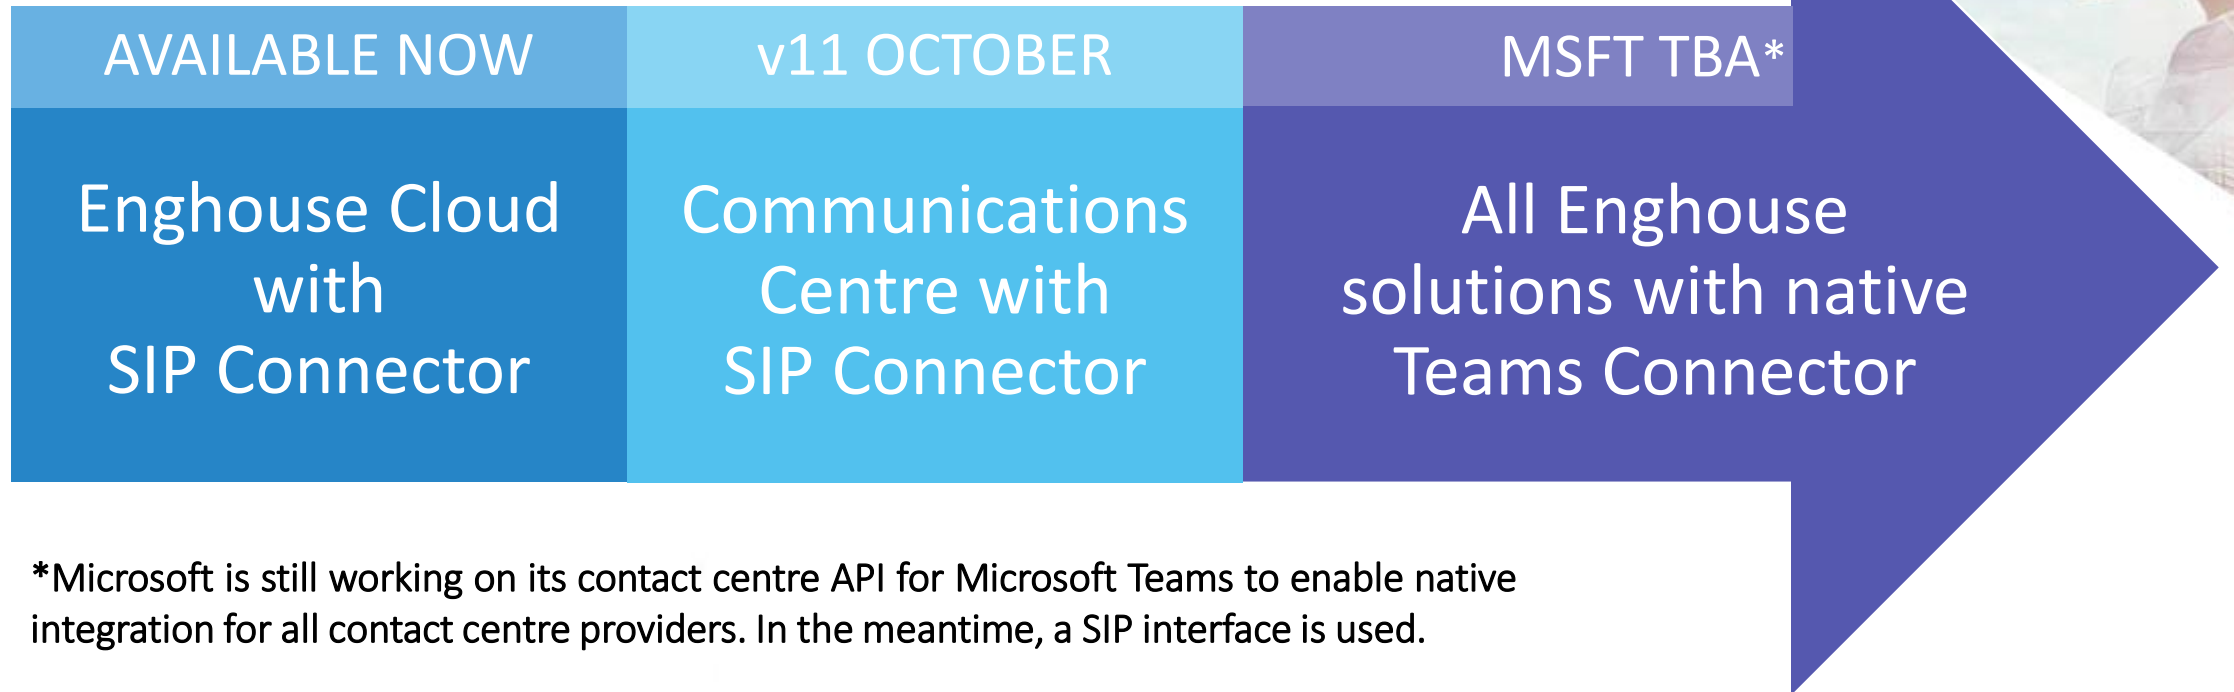 AVAILABLE NOW
Enghouse Cloud
with
SIP Connector
v11 OCTOBER
Communications
Centre with
SIP Connector
MSFT TBA*
All Enghouse
solutions with native
Teams Connector
*Microsoft is still working on its contact centre API for Microsoft Teams to enable native
integration for all contact centre providers. In the meantime, a SIP interface is used.